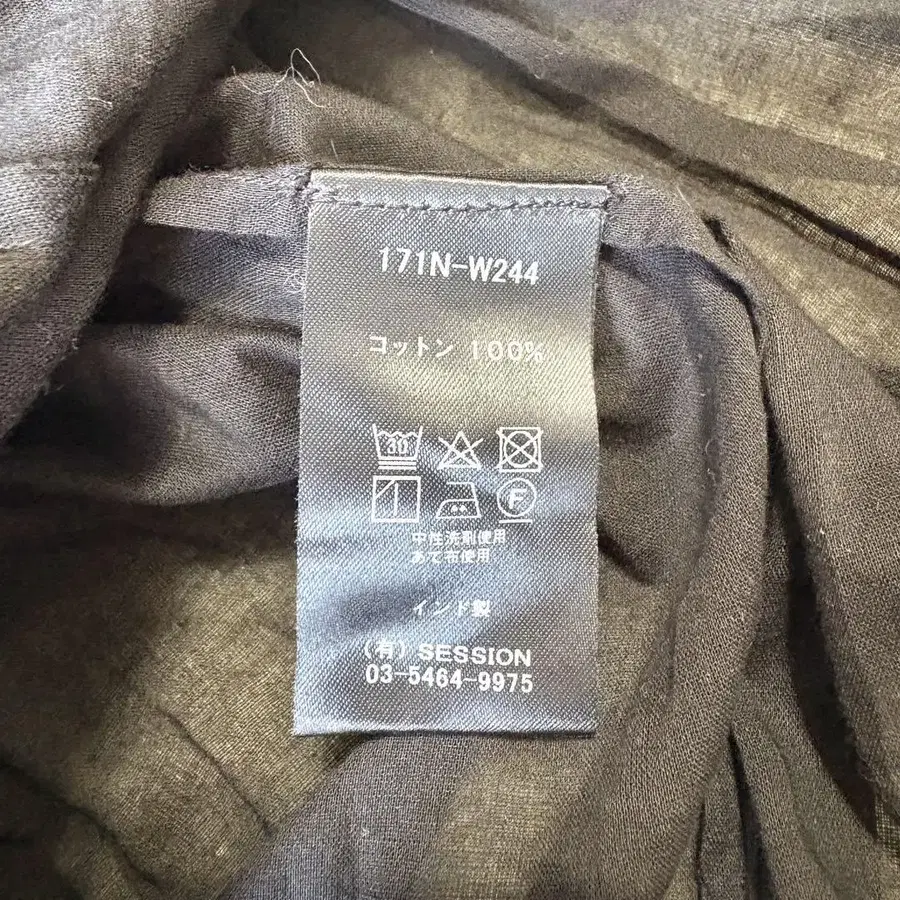 171N-W244
コットン 100%
30
F
中性洗剤使用
あて布使用
インド製
(有) SESSION
03-5464-9975